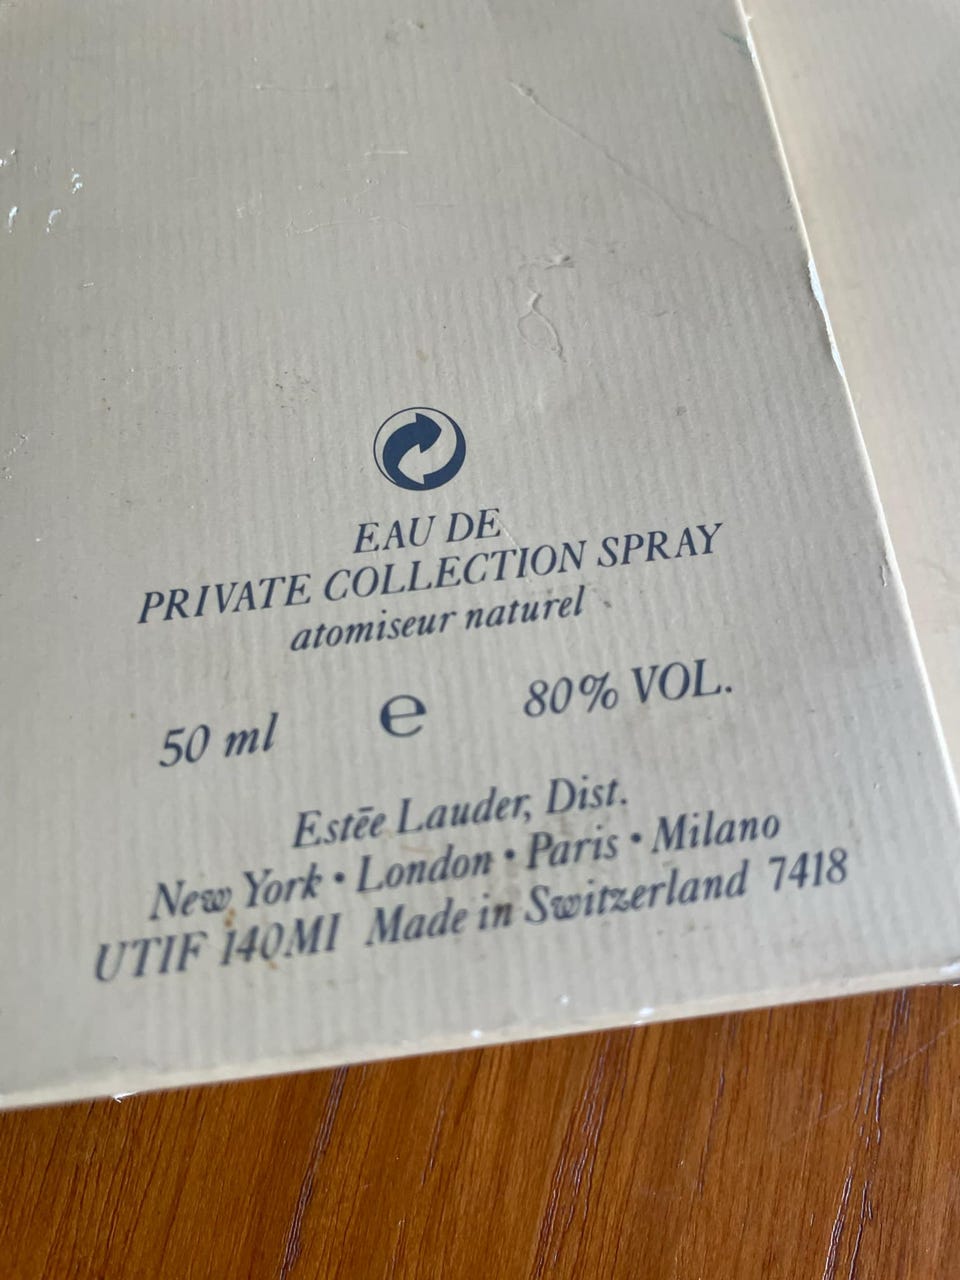 EAU DE
PRIVATE COLLECTION SPRAY
atomiseur naturel
50 ml e 80% VOL.
Estēe Lauder, Dist.
New York • London • Paris • Milano
UTIF 140MI Made in Switzerland 7418